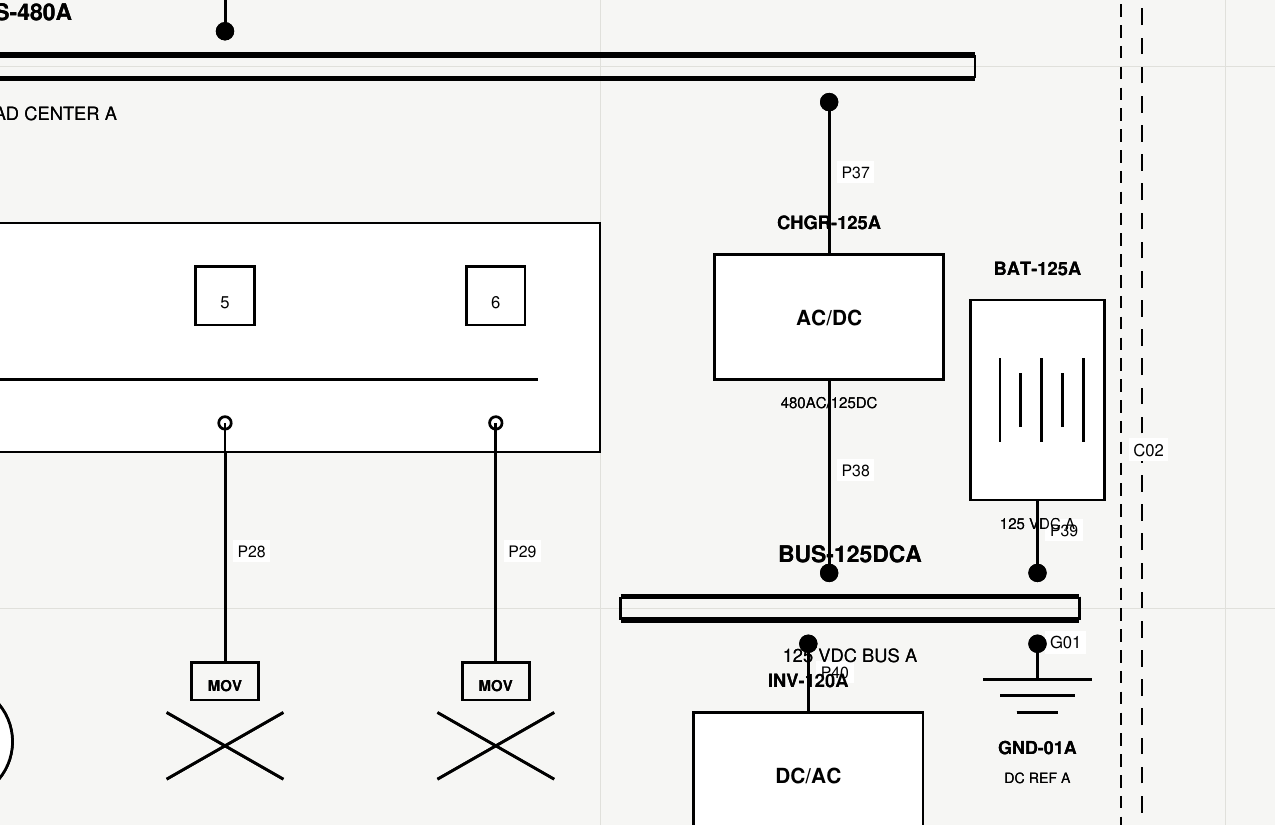 S-480A
AD CENTER A
P37
CHGR-125A
BAT-125A
5
6
AC/DC
480AC/125DC
C02
P38
125 VDC A
P39
P28
P29
BUS-125DCA
G01
125 VDC BUS A
P40
INV-120A
MOV
MOV
GND-01A
DC/AC
DC REF A